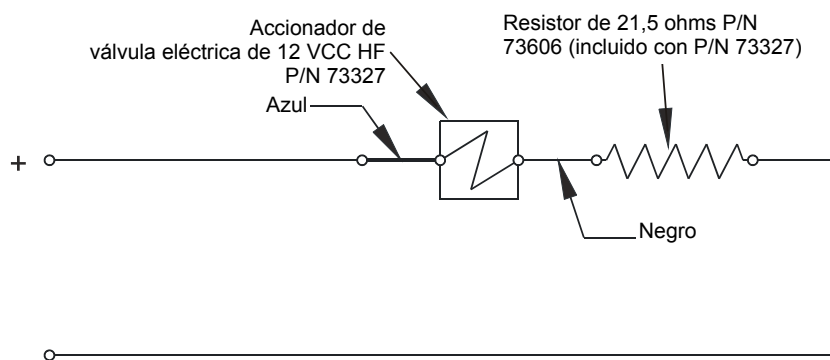 Accionador de
válvula eléctrica de 12 VCC HF
P/N 73327
Resistor de 21,5 ohms P/N
73606 (incluido con P/N 73327)
Azul
+
Negro